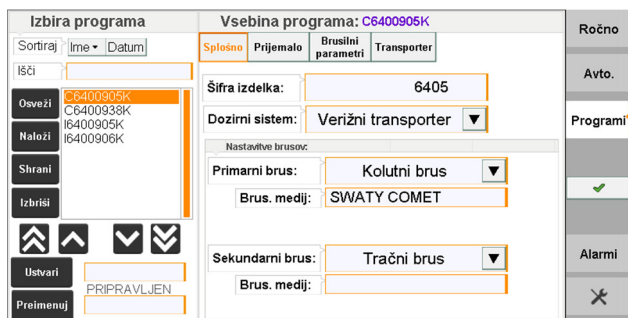 Izbira programa
Sortiraj Ime Datum
Išči
Osveži
Naloži
Shrani
Izbriši
C6400905K
C6400938K
I6400905K
I6400906K
Ustvari
PRIPRAVLJEN
Preimenuj
Vsebina programa: C6400905K
Splošno Prijemalo Brusilni parametri Transporter
Šifra izdelka: 6405
Dozirni sistem: Verižni transporter
Nastavitve brusov:
Primarni brus: Kolutni brus
Brus. medij: SWATY COMET
Sekundarni brus: Tračni brus
Brus. medij:
Ročno
Avto.
Programi
Alarmi